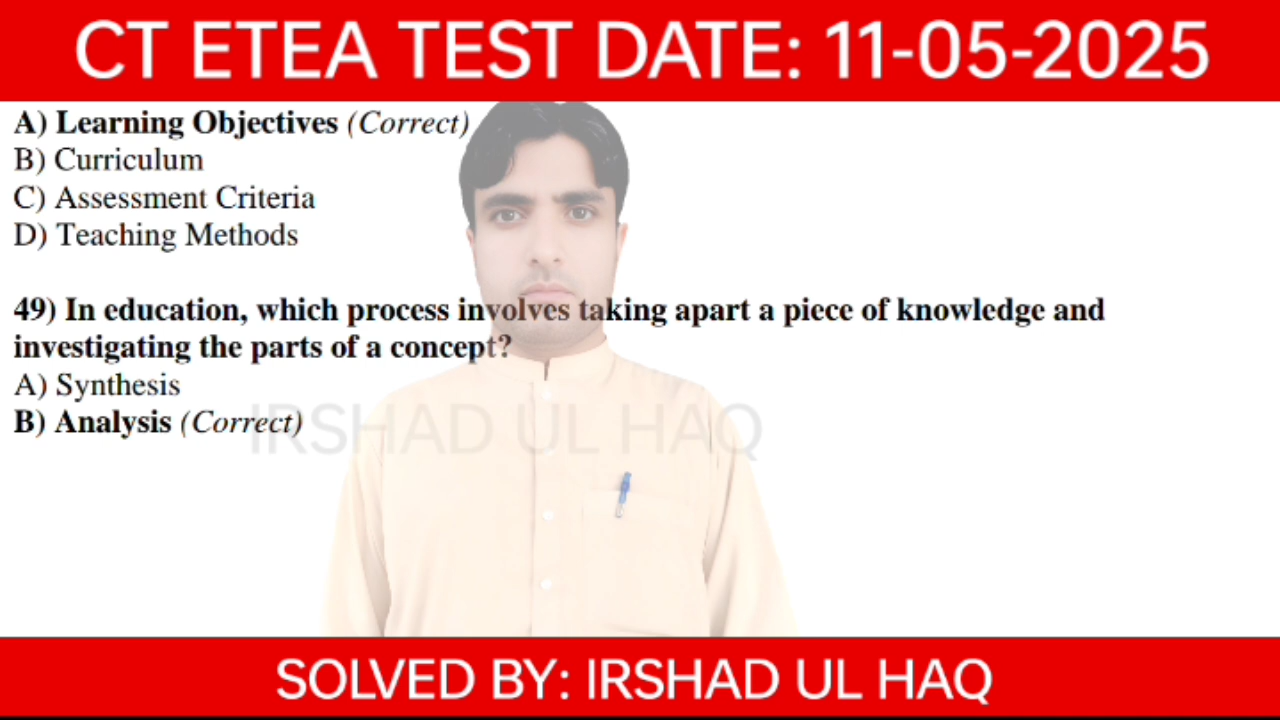 CT ETEA TEST DATE: 11-05-2025
A) Learning Objectives (Correct)
B) Curriculum
C) Assessment Criteria
D) Teaching Methods
49) In education, which process involves taking apart a piece of knowledge and
investigating the parts of a concept?
A) Synthesis
B) Analysis (Correct)
IRSHAD UL HAQ
SOLVED BY: IRSHAD UL HAQ